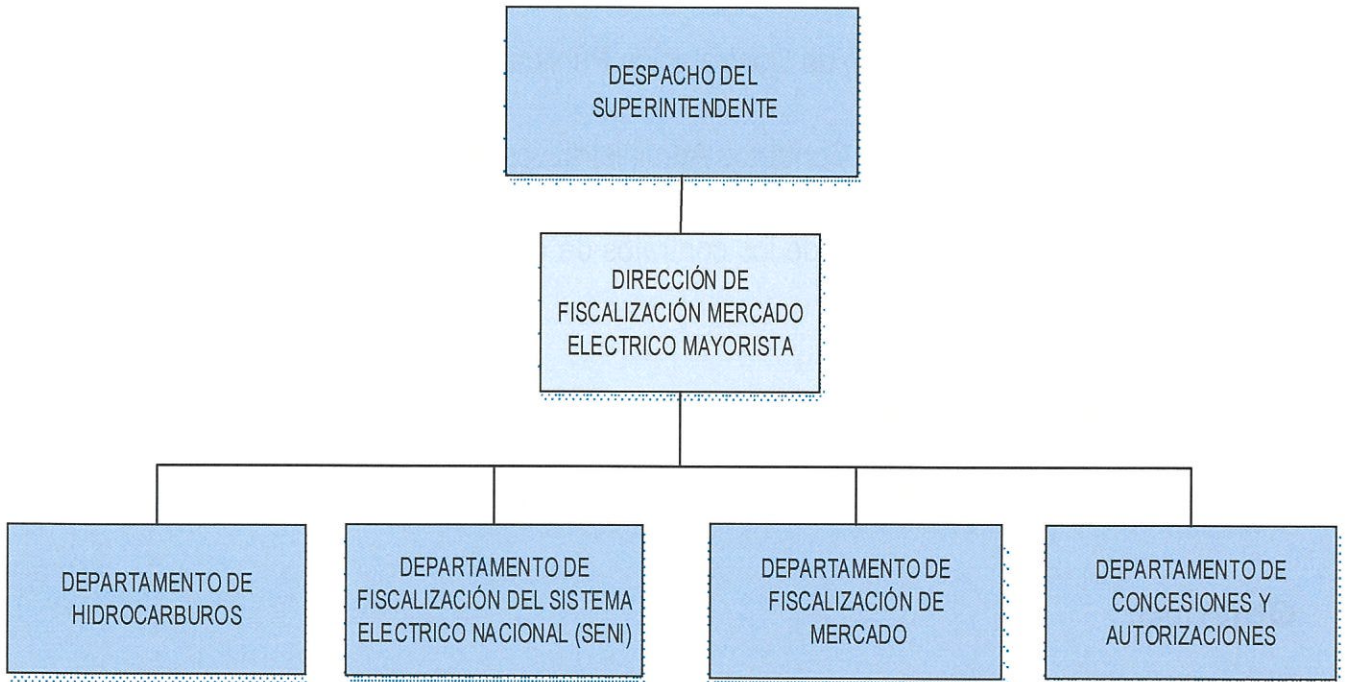 DESPACHO DEL
SUPERINTENDENTE
DIRECCIÓN DE
FISCALIZACIÓN MERCADO
ELECTRICO MAYORISTA
DEPARTAMENTO DE
HIDROCARBUROS
DEPARTAMENTO DE
FISCALIZACIÓN DEL SISTEMA
ELECTRICO NACIONAL (SENI)
DEPARTAMENTO DE
FISCALIZACIÓN DE
MERCADO
DEPARTAMENTO DE
CONCESIONES Y
AUTORIZACIONES